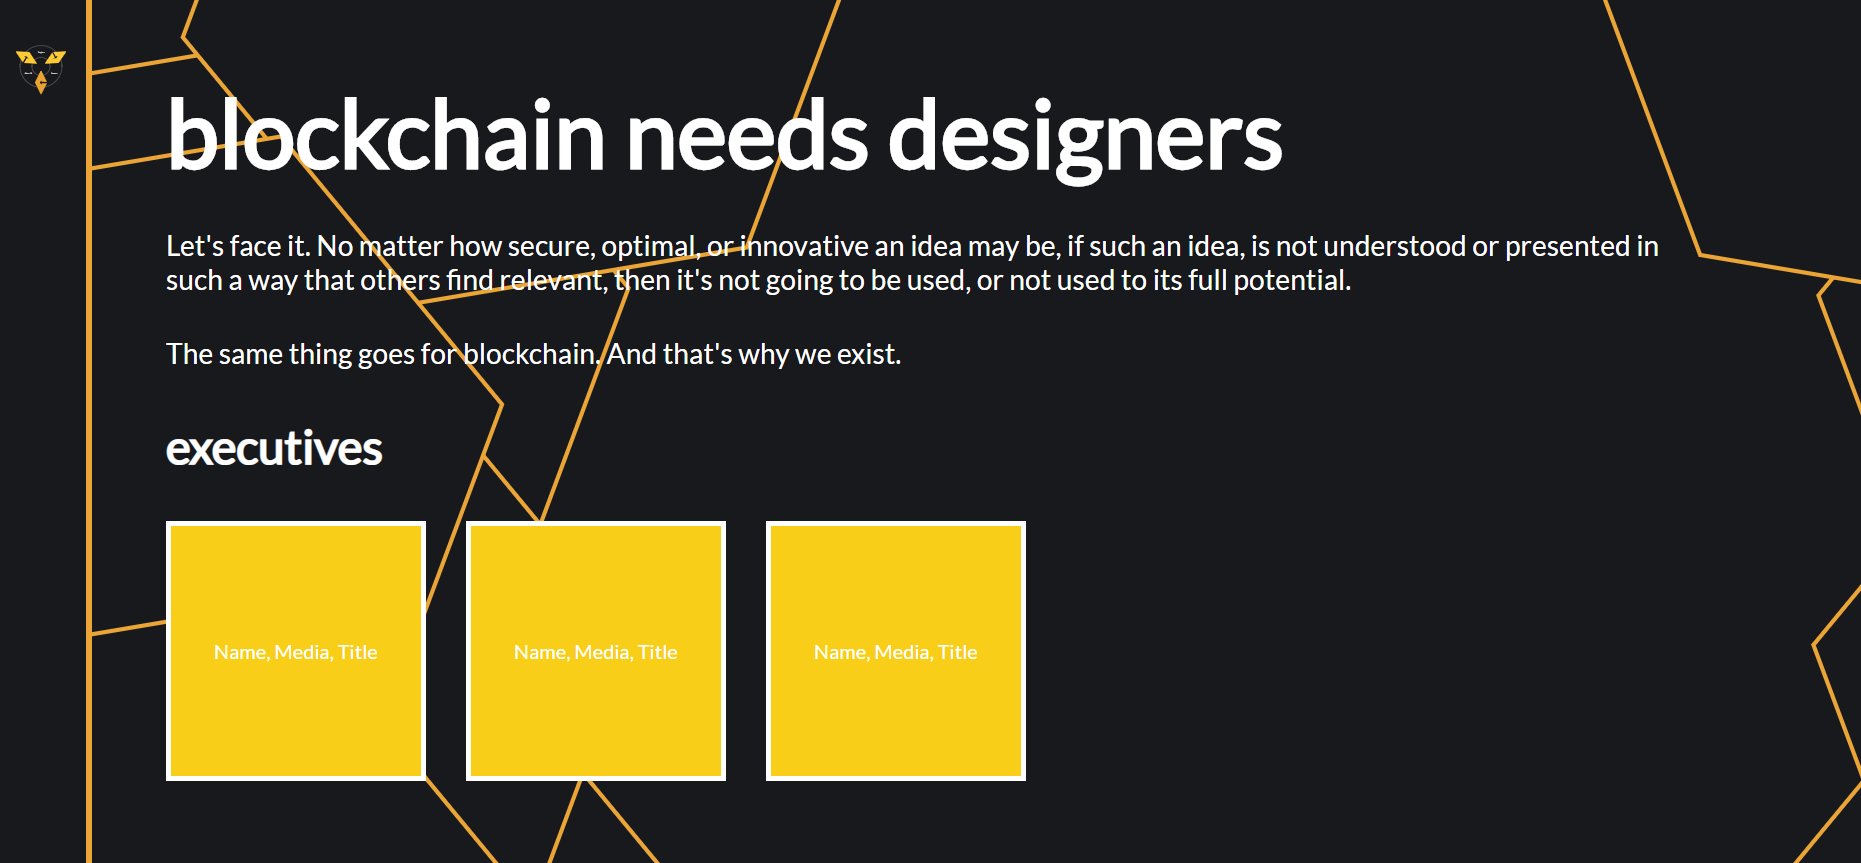 blockchain needs designers
Let's face it. No matter how secure, optimal, or innovative an idea may be, if such an idea, is not understood or presented in
such a way that others find relevant, then it's not going to be used, or not used to its full potential.
The same thing goes for blockchain. And that's why we exist.
executives
Name, Media, Title
Name, Media, Title
Name, Media, Title